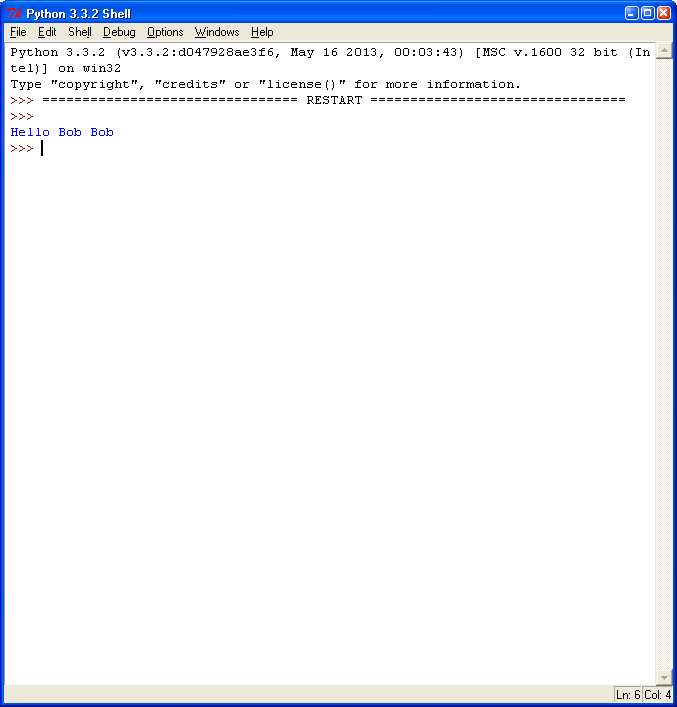 Python 3.3.2 Shell
File Edit Shell Debug Options Windows Help
Python 3.3.2 (v3.3.2:d047928ae3f6, May 16 2013, 00:03:43) [MSC v.1600 32 bit (In
tel)] on win32
Type "copyright", "credits" or "license()" for more information.
>>> ================================ RESTART ================================
>>>
Hello Bob Bob
>>>
Ln: 6 Col: 4